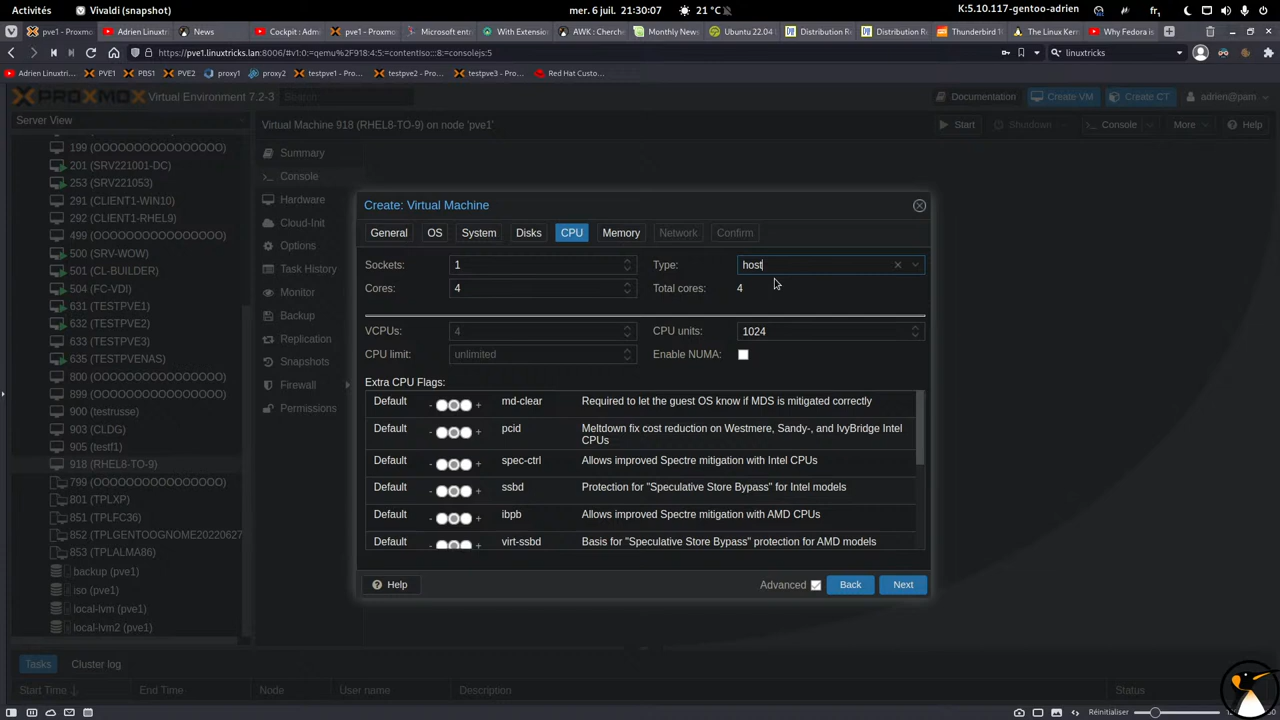 Activités
Vivaldi (snapshot)
mer. 6 juil. 21:30:07
21 °C
K:5.10.117-gentoo-adrien
fr₁
pve1 - Proxmo
Adrien Linuxtric
News
Cockpit : Admi
pve1 - Proxmo
Microsoft entre
With Extension
AWK : Cherche
Monthly News
Ubuntu 22.04
Distribution Re
Distribution Re
Thunderbird 1
The Linux Kern
Why Fedora is
https://pve1.linuxtricks.lan:8006/#v1:0:=qemu%2F918:4:5:=contentIso:::8:=consolejs:5
linuxtricks
Adrien Linuxtri...
PVE1
PBS1
PVE2
proxy1
proxy2
testpve1 - Pro...
testpve2 - Pro...
testpve3 - Pro...
Red Hat Custo...
PROXMOX
Virtual Environment 7.2-3
Search
Documentation
Create VM
Create CT
adrien@pam
Server View
Virtual Machine 918 (RHEL8-TO-9) on node 'pve1'
Start
Shutdown
Console
More
Help
199 (OOOOOOOOOOOOOOOO)
201 (SRV221001-DC)
253 (SRV221053)
291 (CLIENT1-WIN10)
292 (CLIENT1-RHEL9)
499 (OOOOOOOOOOOOOOOO)
500 (SRV-WOW)
501 (CL-BUILDER)
504 (FC-VDI)
631 (TESTPVE1)
632 (TESTPVE2)
633 (TESTPVE3)
635 (TESTPVENAS)
800 (OOOOOOOOOOOOOOOO)
899 (OOOOOOOOOOOOOOOO)
900 (testrusse)
903 (CLDG)
905 (testf1)
918 (RHEL8-TO-9)
799 (OOOOOOOOOOOOOOOO)
801 (TPLXP)
851 (TPLFC36)
852 (TPLGENTOOGNOME20220627
853 (TPLALMA86)
backup (pve1)
iso (pve1)
local-lvm (pve1)
local-lvm2 (pve1)
Summary
Console
Hardware
Cloud-Init
Options
Task History
Monitor
Backup
Replication
Snapshots
Firewall
Permissions
Create: Virtual Machine
General
OS
System
Disks
CPU
Memory
Network
Confirm
Sockets: 1
Type: host
Cores: 4
Total cores: 4
VCPUs: 4
CPU units: 1024
CPU limit: unlimited
Enable NUMA:
Extra CPU Flags:
Default - + md-clear Required to let the guest OS know if MDS is mitigated correctly
Default - + pcid Meltdown fix cost reduction on Westmere, Sandy-, and IvyBridge Intel
CPUs
Default - + spec-ctrl Allows improved Spectre mitigation with Intel CPUs
Default - + ssbd Protection for "Speculative Store Bypass" for Intel models
Default - + ibpb Allows improved Spectre mitigation with AMD CPUs
Default - + virt-ssbd Basis for "Speculative Store Bypass" protection for AMD models
Help
Advanced
Back
Next
Tasks
Cluster log
Start Time
End Time
Node
User name
Description
Status
Réinitialiser